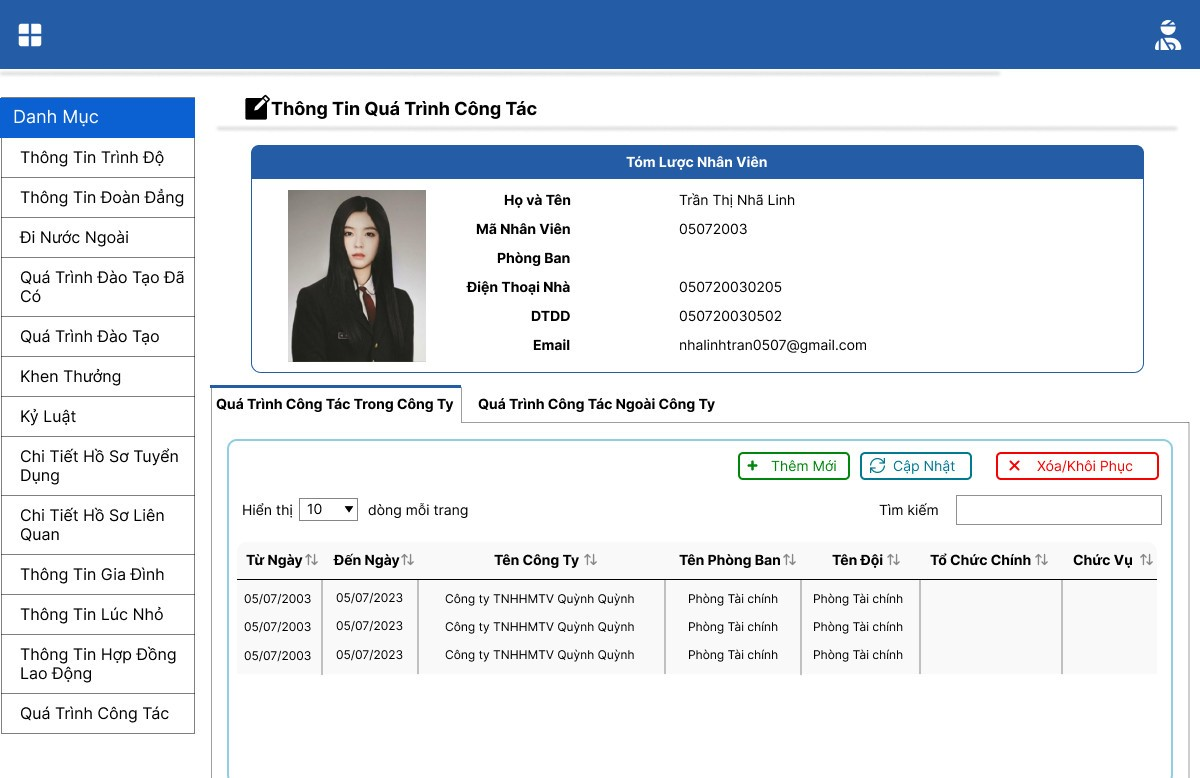 Danh Mục
Thông Tin Trình Độ
Thông Tin Đoàn Đẳng
Đi Nước Ngoài
Quá Trình Đào Tạo Đã
Có
Quá Trình Đào Tạo
Khen Thưởng
Kỷ Luật
Chi Tiết Hồ Sơ Tuyển
Dụng
Chi Tiết Hồ Sơ Liên
Quan
Thông Tin Gia Đình
Thông Tin Lúc Nhỏ
Thông Tin Hợp Đồng
Lao Động
Quá Trình Công Tác
Thông Tin Quá Trình Công Tác
Tóm Lược Nhân Viên
Họ và Tên Trần Thị Nhã Linh
Mã Nhân Viên 05072003
Phòng Ban
Điện Thoại Nhà 050720030205
DTDD 050720030502
Email nhalinhtran0507@gmail.com
Quá Trình Công Tác Trong Công Ty Quá Trình Công Tác Ngoài Công Ty
Thêm Mới Cập Nhật Xóa/Khôi Phục
Hiển thị 10 dòng mỗi trang Tìm kiếm
Từ Ngày Đến Ngày Tên Công Ty Tên Phòng Ban Tên Đội Tổ Chức Chính Chức Vụ
05/07/2003 05/07/2023 Công ty TNHHMTV Quỳnh Quỳnh Phòng Tài chính Phòng Tài chính
05/07/2003 05/07/2023 Công ty TNHHMTV Quỳnh Quỳnh Phòng Tài chính Phòng Tài chính
05/07/2003 05/07/2023 Công ty TNHHMTV Quỳnh Quỳnh Phòng Tài chính Phòng Tài chính